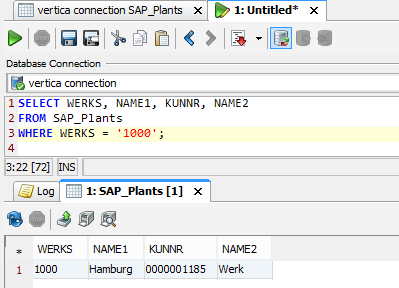 vertica connection SAP_Plants × 1: Untitled* ×
Database Connection
vertica connection
1 SELECT WERKS, NAME1, KUNNR, NAME2
2 FROM SAP_Plants
3 WHERE WERKS = '1000';
4
3:22 [72] INS
Log 1: SAP_Plants [1] ×
* WERKS NAME1 KUNNR NAME2
1 1000 Hamburg 0000001185 Werk